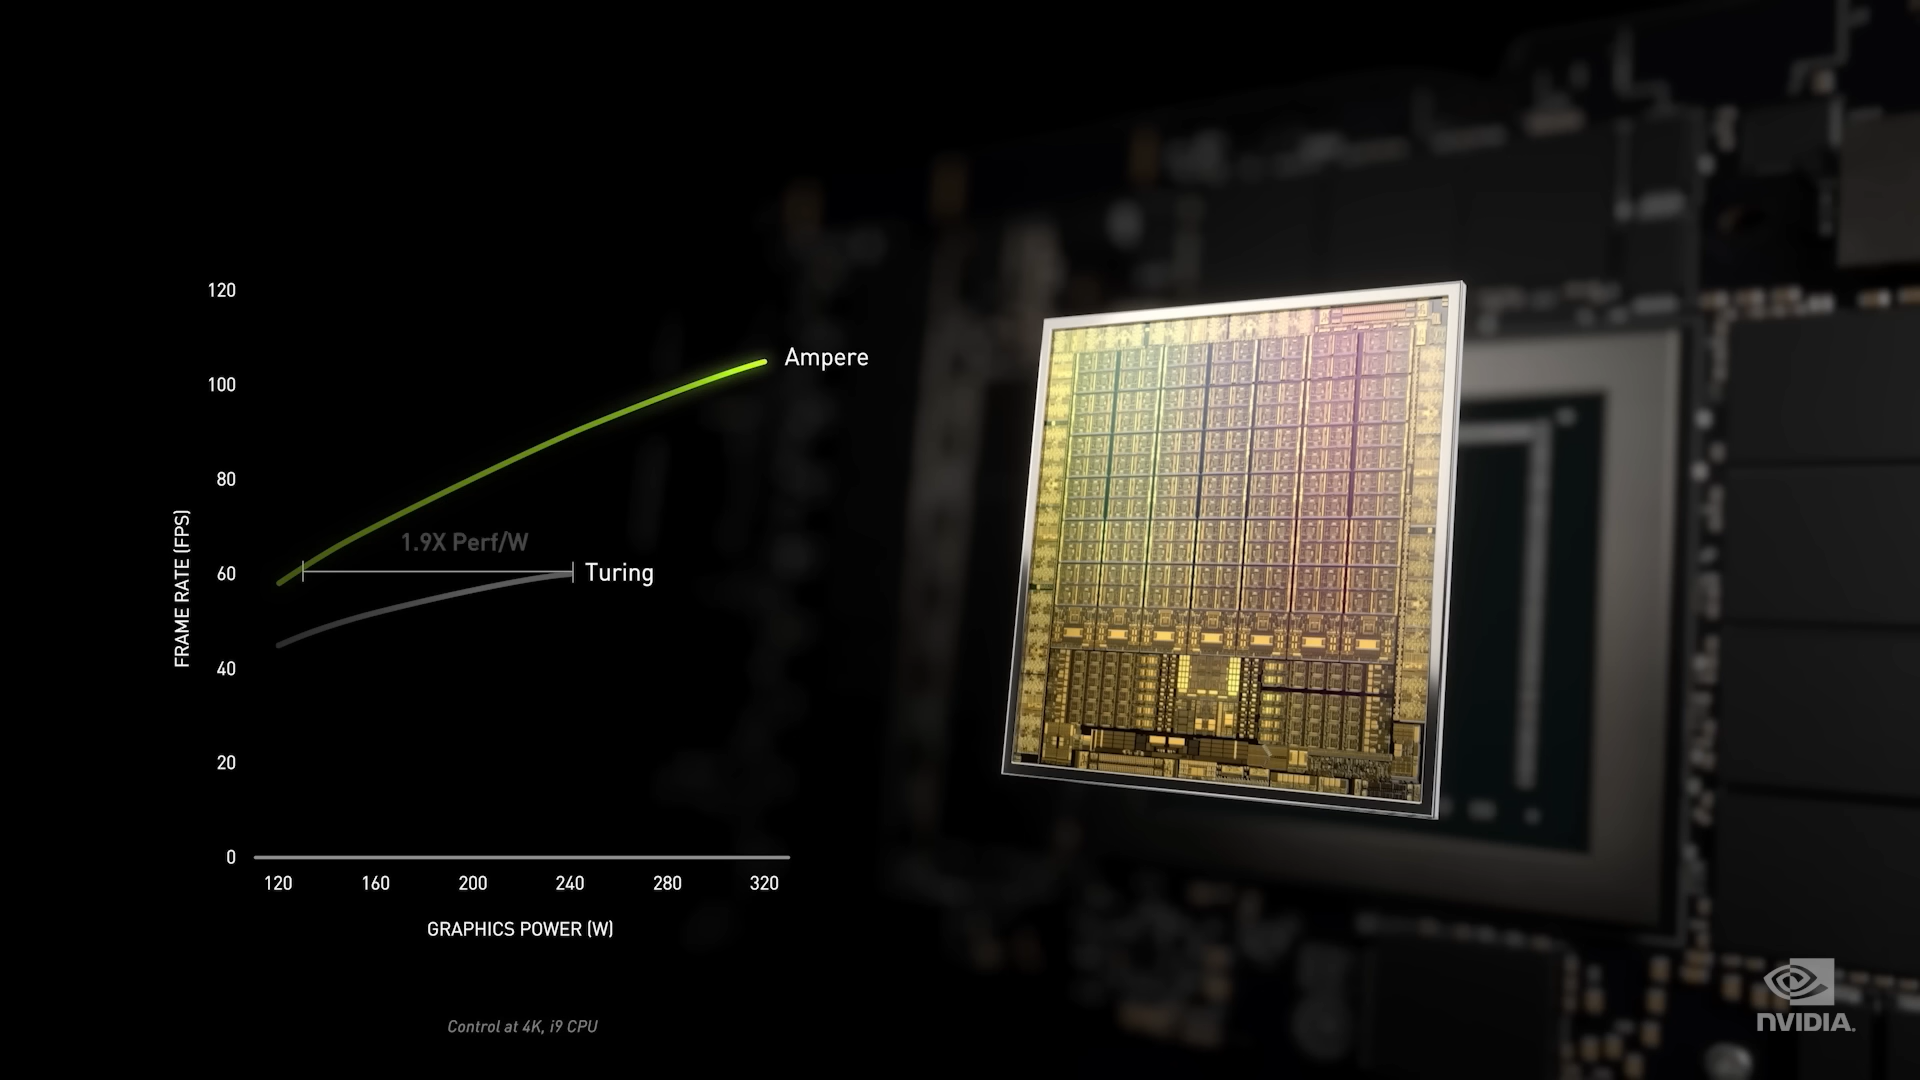 120
100
80
60
40
20
0
FRAME RATE (FPS)
Ampere
1.9X Perf/W
Turing
120 160 200 240 280 320
GRAPHICS POWER (W)
Control at 4K, i9 CPU
NVIDIA.